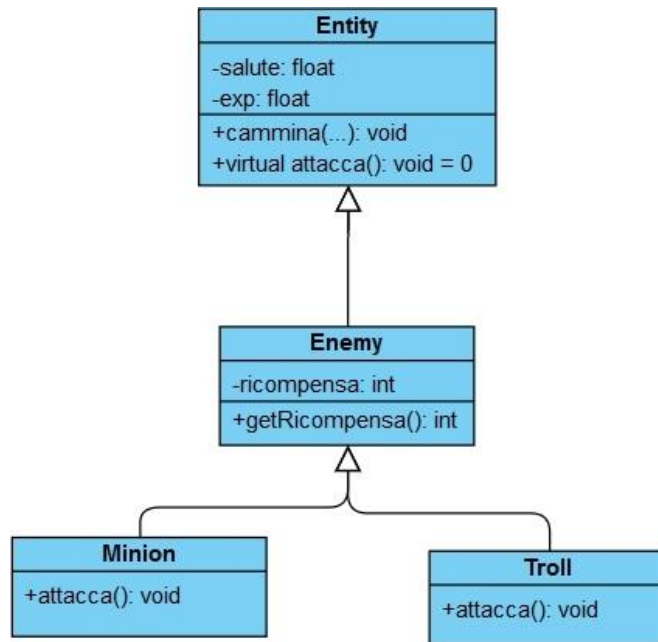 Entity
-salute: float
-exp: float
+cammina(...): void
+virtual attacca(): void = 0
Enemy
-ricompensa: int
+getRicompensa(): int
Minion
+attacca(): void
Troll
+attacca(): void